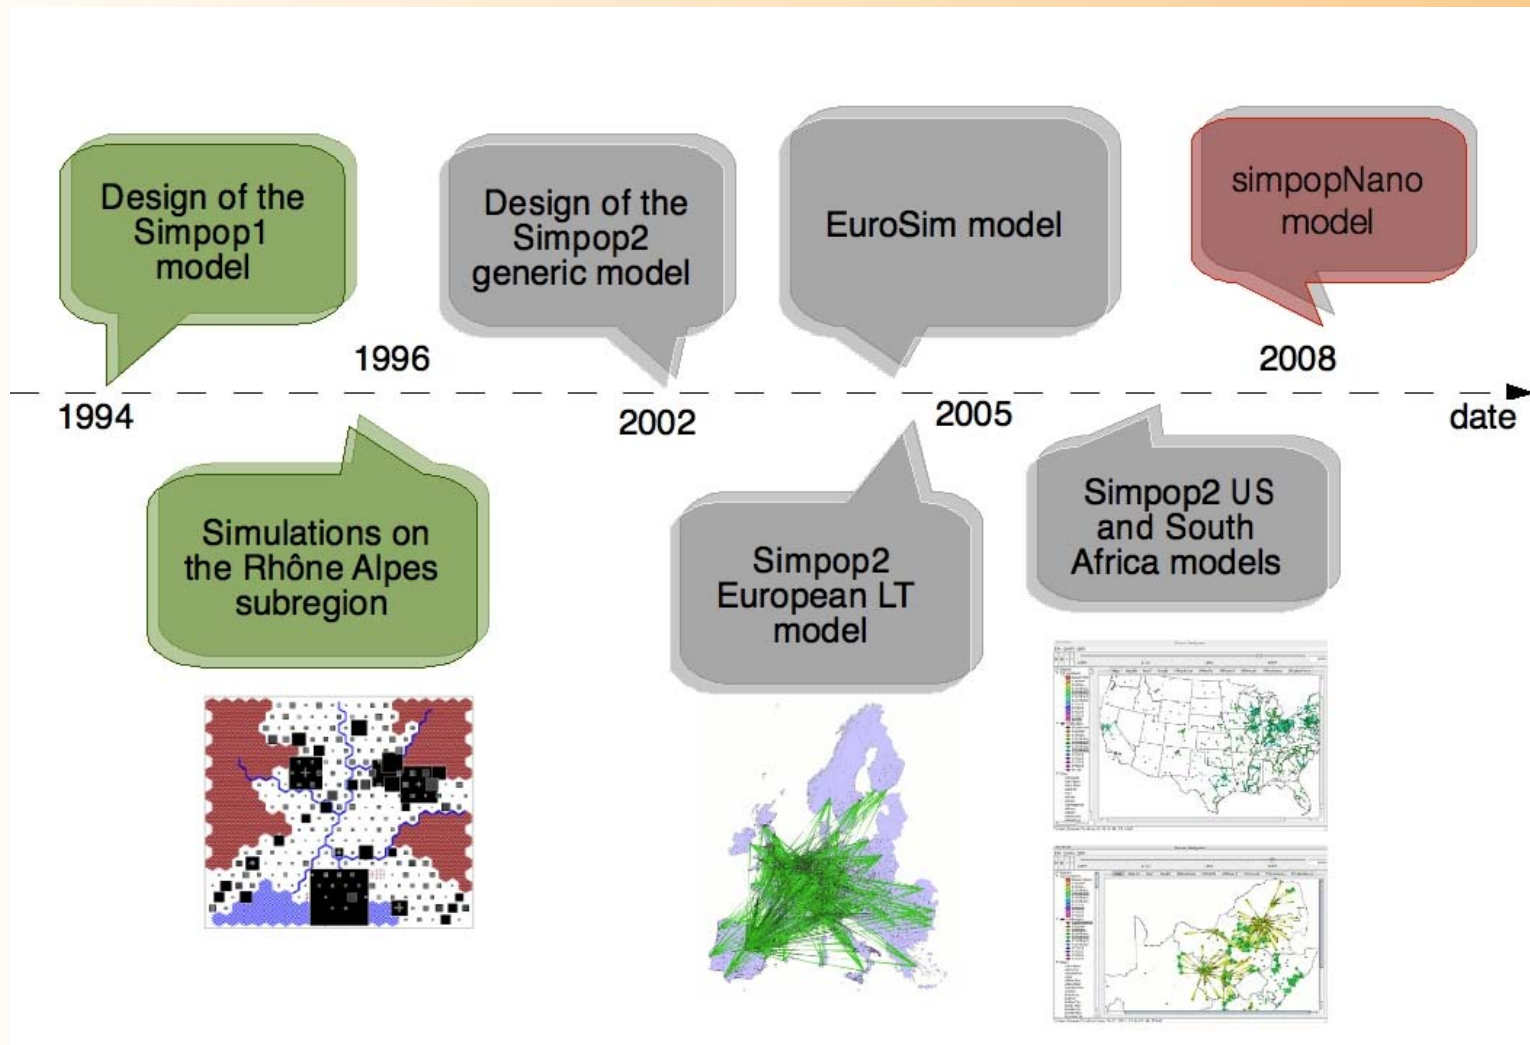 Design of the
Simpop1
model
Design of the
Simpop2
generic model
EuroSim model
simpopNano
model
1996
2008
1994
2002
2005
date
Simulations on
the Rhône Alpes
subregion
Simpop2
European LT
model
Simpop2 US
and South
Africa models